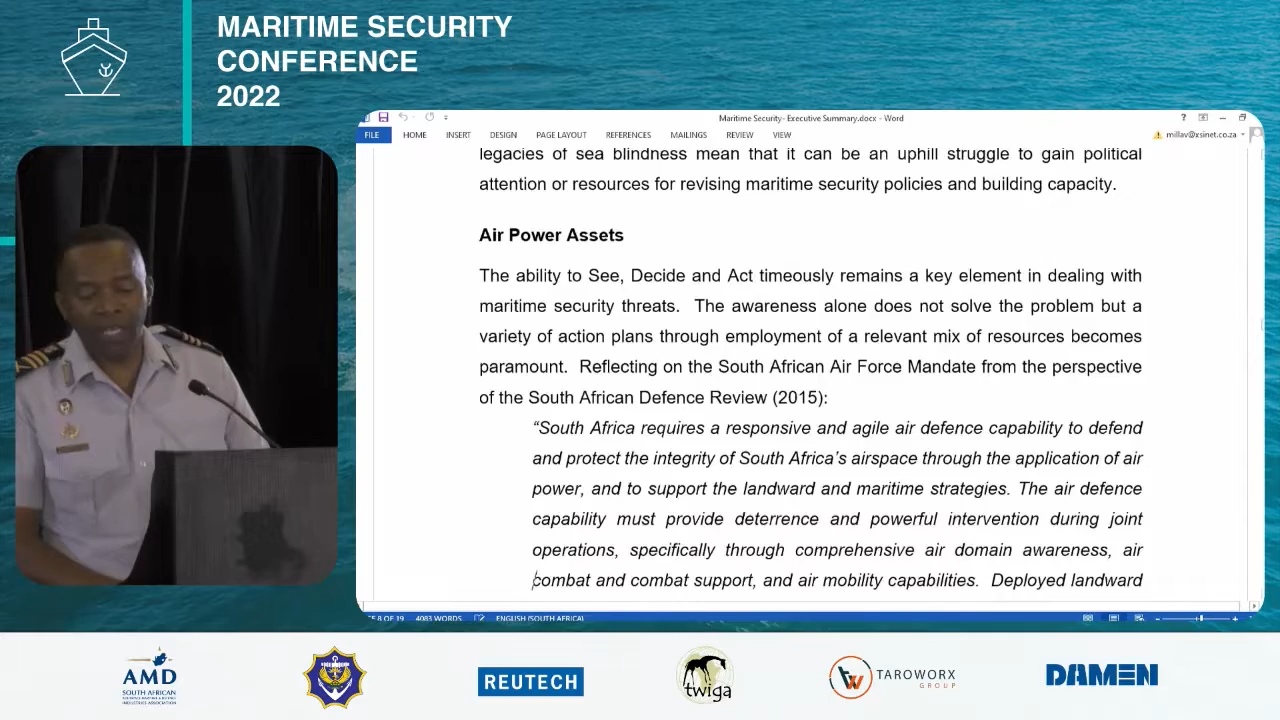 MARITIME SECURITY
CONFERENCE
2022
Maritime Security- Executive Summary.docx - Word
FILE HOME INSERT DESIGN PAGE LAYOUT REFERENCES MAILINGS REVIEW VIEW
millav@xsinet.co.za
legacies of sea blindness mean that it can be an uphill struggle to gain political
attention or resources for revising maritime security policies and building capacity.
Air Power Assets
The ability to See, Decide and Act timeously remains a key element in dealing with
maritime security threats. The awareness alone does not solve the problem but a
variety of action plans through employment of a relevant mix of resources becomes
paramount. Reflecting on the South African Air Force Mandate from the perspective
of the South African Defence Review (2015):
“South Africa requires a responsive and agile air defence capability to defend
and protect the integrity of South Africa’s airspace through the application of air
power, and to support the landward and maritime strategies. The air defence
capability must provide deterrence and powerful intervention during joint
operations, specifically through comprehensive air domain awareness, air
combat and combat support, and air mobility capabilities. Deployed landward
8 OF 19 4083 WORDS ENGLISH (SOUTH AFRICA)
AMD
SOUTH AFRICAN
INDUSTRIES ASSOCIATION
REUTECH
twiga
TAROWORX
GROUP
DAMEN